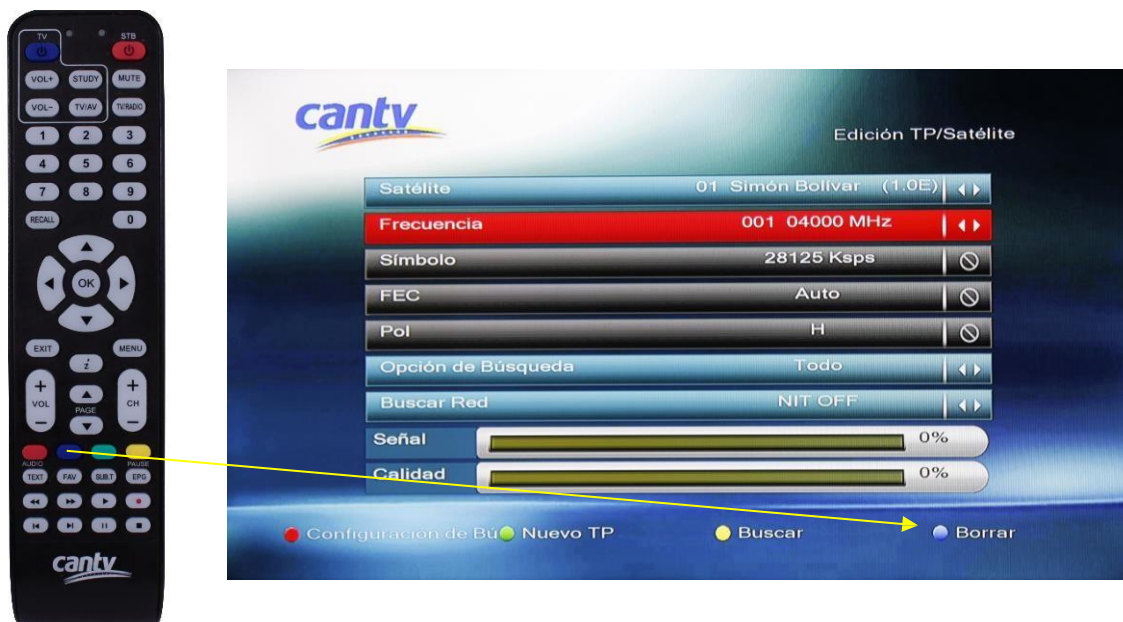 TV STB
VOL+ STUDY MUTE
VOL- TV/AV TV/RADIO
1 2 3
4 5 6
7 8 9
RECALL 0
OK
EXIT MENU
i
+ +
VOL PAGE CH
- -
AUDIO PAUSE
TEXT FAV SUB.T EPG
cantv
cantv
Edición TP/Satélite
Satélite 01 Simón Bolívar (1.0E)
Frecuencia 001 04000 MHz
Símbolo 28125 Ksps
FEC Auto
Pol H
Opción de Búsqueda Todo
Buscar Red NIT OFF
Señal 0%
Calidad 0%
Configuración de Bú Nuevo TP Buscar Borrar